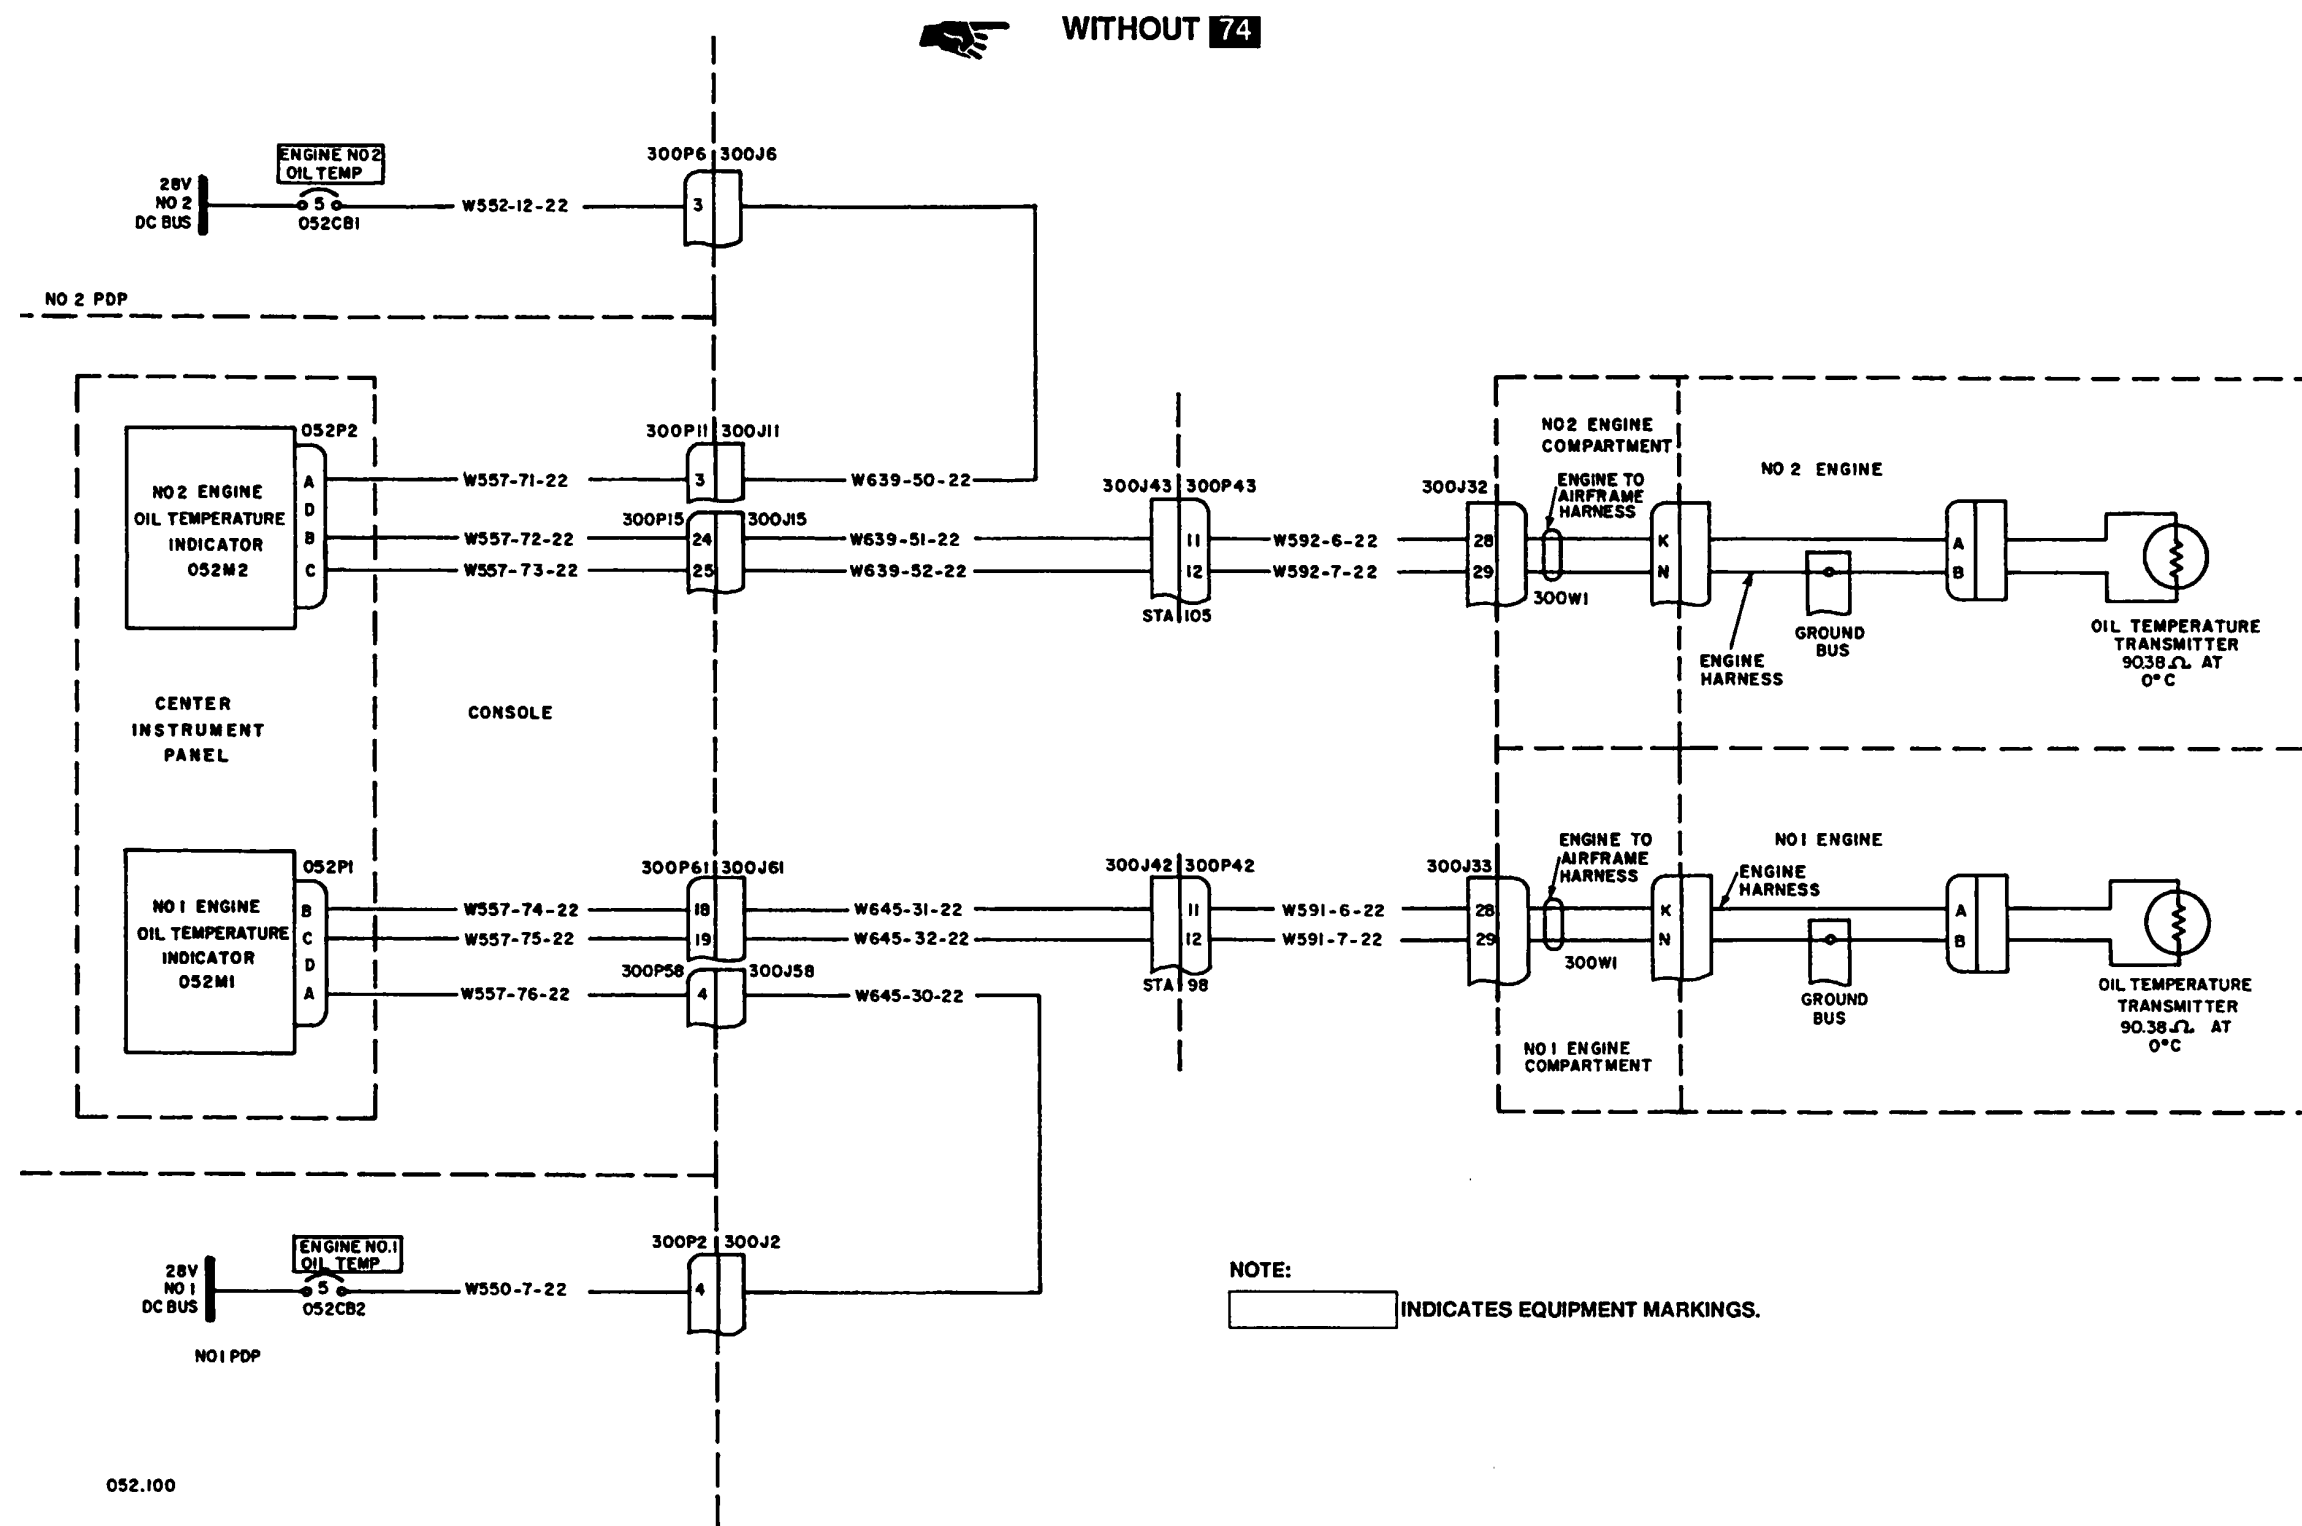 WITHOUT 74
ENGINE NO 2
OIL TEMP
28V
NO 2
DC BUS
5
052CB1
W552-12-22
300P6 300J6
3
NO 2 PDP
052P2
NO 2 ENGINE
OIL TEMPERATURE
INDICATOR
052M2
A
D
B
C
W557-71-22
W557-72-22
W557-73-22
300P11 300J11
3
300P15 300J15
24
25
W639-50-22
W639-51-22
W639-52-22
300J43 300P43
11
12
STA 105
W592-6-22
W592-7-22
300J32
28
29
NO 2 ENGINE
COMPARTMENT
ENGINE TO
AIRFRAME
HARNESS
300W1
K
N
NO 2 ENGINE
ENGINE
HARNESS
GROUND
BUS
A
B
OIL TEMPERATURE
TRANSMITTER
90.38 Ω AT
0°C
CENTER
INSTRUMENT
PANEL
CONSOLE
052P1
NO 1 ENGINE
OIL TEMPERATURE
INDICATOR
052M1
B
C
D
A
W557-74-22
W557-75-22
W557-76-22
300P61 300J61
18
19
300P58 300J58
4
W645-31-22
W645-32-22
W645-30-22
300J42 300P42
11
12
STA 98
W591-6-22
W591-7-22
300J33
28
29
ENGINE TO
AIRFRAME
HARNESS
300W1
K
N
NO 1 ENGINE
ENGINE
HARNESS
GROUND
BUS
A
B
OIL TEMPERATURE
TRANSMITTER
90.38 Ω AT
0°C
NO 1 ENGINE
COMPARTMENT
ENGINE NO. 1
OIL TEMP
28V
NO 1
DC BUS
5
052CB2
W550-7-22
300P2 300J2
4
NO 1 PDP
NOTE:
INDICATES EQUIPMENT MARKINGS.
052.100